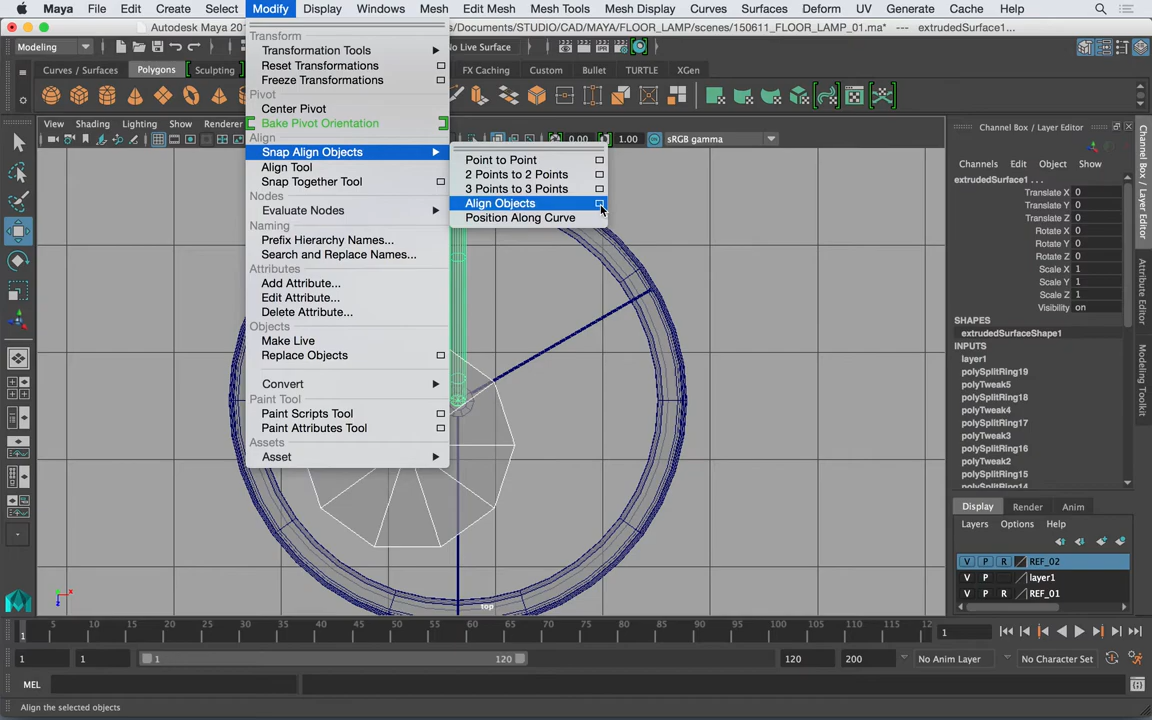 Maya File Edit Create Select Modify Display Windows Mesh Edit Mesh Mesh Tools Mesh Display Curves Surfaces Deform UV Generate Cache
Autodesk Maya 20
/Documents/STUDIO/CAD/MAYA/FLOOR_LAMP/scenes/150611_FLOOR_LAMP_01.ma* - extrudedSurface1...
Modeling
No Live Surface
Curves / Surfaces Polygons Sculpting
FX Caching Custom Bullet TURTLE XGen
View Shading Lighting Show Renderer
0.00 1.00 sRGB gamma
Transform
Transformation Tools
Reset Transformations
Freeze Transformations
Pivot
Center Pivot
Bake Pivot Orientation
Align
Snap Align Objects
Align Tool
Snap Together Tool
Nodes
Evaluate Nodes
Naming
Prefix Hierarchy Names...
Search and Replace Names...
Attributes
Add Attribute...
Edit Attribute...
Delete Attribute...
Objects
Make Live
Replace Objects
Convert
Paint Tool
Paint Scripts Tool
Paint Attributes Tool
Assets
Asset
Point to Point
2 Points to 2 Points
3 Points to 3 Points
Align Objects
Position Along Curve
top
Channel Box / Layer Editor
Channels Edit Object Show
extrudedSurface1 . . .
Translate X 0
Translate Y 0
Translate Z 0
Rotate X 0
Rotate Y 0
Rotate Z 0
Scale X 1
Scale Y 1
Scale Z 1
Visibility on
SHAPES
extrudedSurfaceShape1
INPUTS
layer1
polySplitRing19
polyTweak5
polySplitRing18
polyTweak4
polySplitRing17
polyTweak3
polySplitRing16
polyTweak2
polySplitRing15
polySplitRing14
Display Render Anim
Layers Options Help
V P R REF_02
V P layer1
V P R REF_01
Channel Box / Layer Editor
Attribute Editor
Modeling Toolkit
1 5 10 15 20 25 30 35 40 45 50 55 60 65 70 75 80 85 90 95 100 105 110 115 12 1
1 1 1 120 120 200 No Anim Layer No Character Set
MEL
Align the selected objects